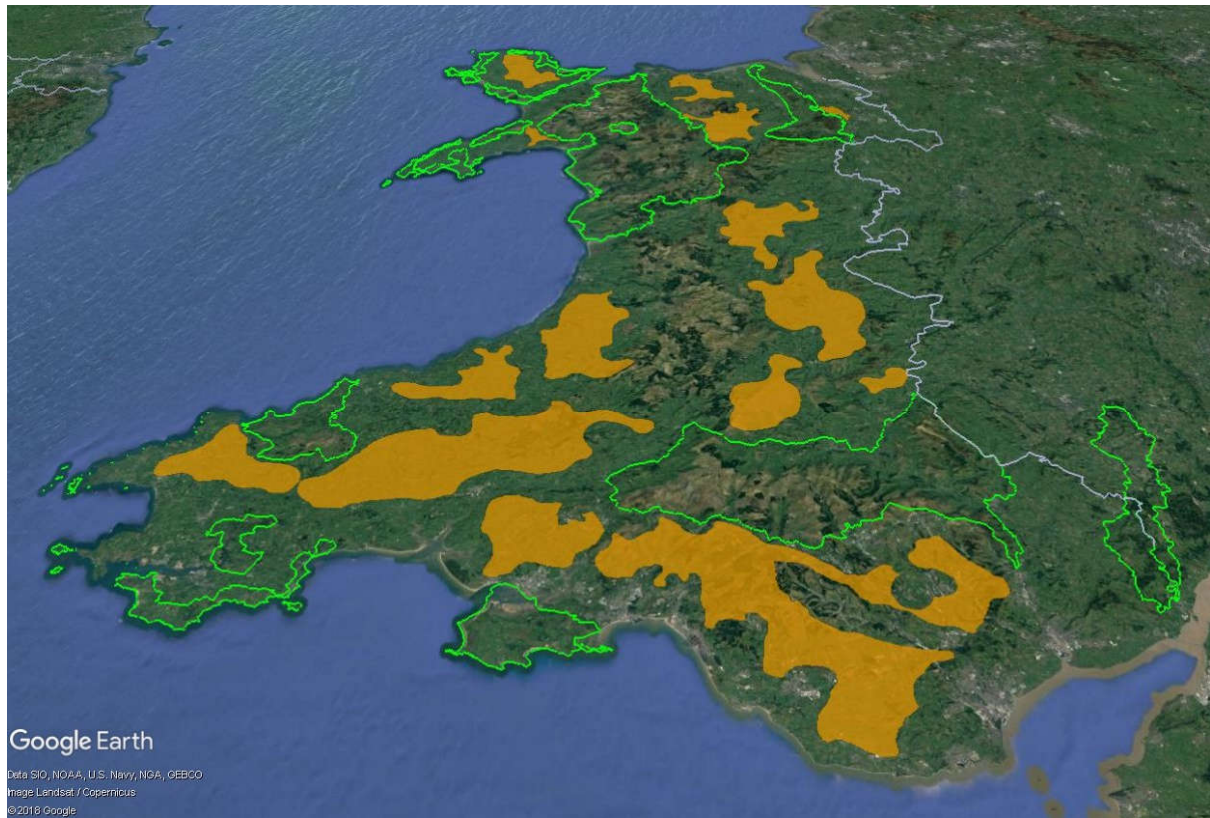 Google Earth
Data SIO, NOAA, U.S. Navy, NGA, GEBCO
Image Landsat / Copernicus
©2018 Google